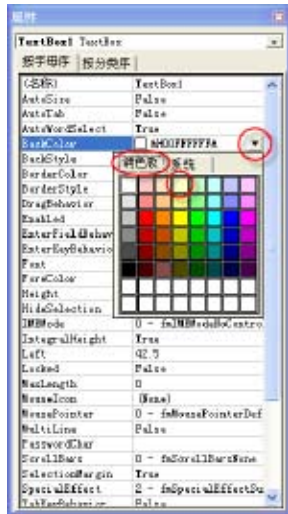 属性
TextBox1 TextBox
按字母序 按分类序
(名称) TextBox1
AutoSize False
AutoTab False
AutoWordSelect True
BackColor &H00FFFFFF&
BackStyle
调色板 系统
BorderColor
BorderStyle
DragBehavior
Enabled
EnterFieldBehav
EnterKeyBehavio
Font
ForeColor
Height
HideSelection
IMEMode 0 - fmIMEModeNoContro
IntegralHeight True
Left 42.5
Locked False
MaxLength 0
MouseIcon (None)
MousePointer 0 - fmMousePointerDef
MultiLine False
PasswordChar
ScrollBars 0 - fmScrollBarsNone
SelectionMargin True
SpecialEffect 2 - fmSpecialEffectSu
TabKeyBehavior False